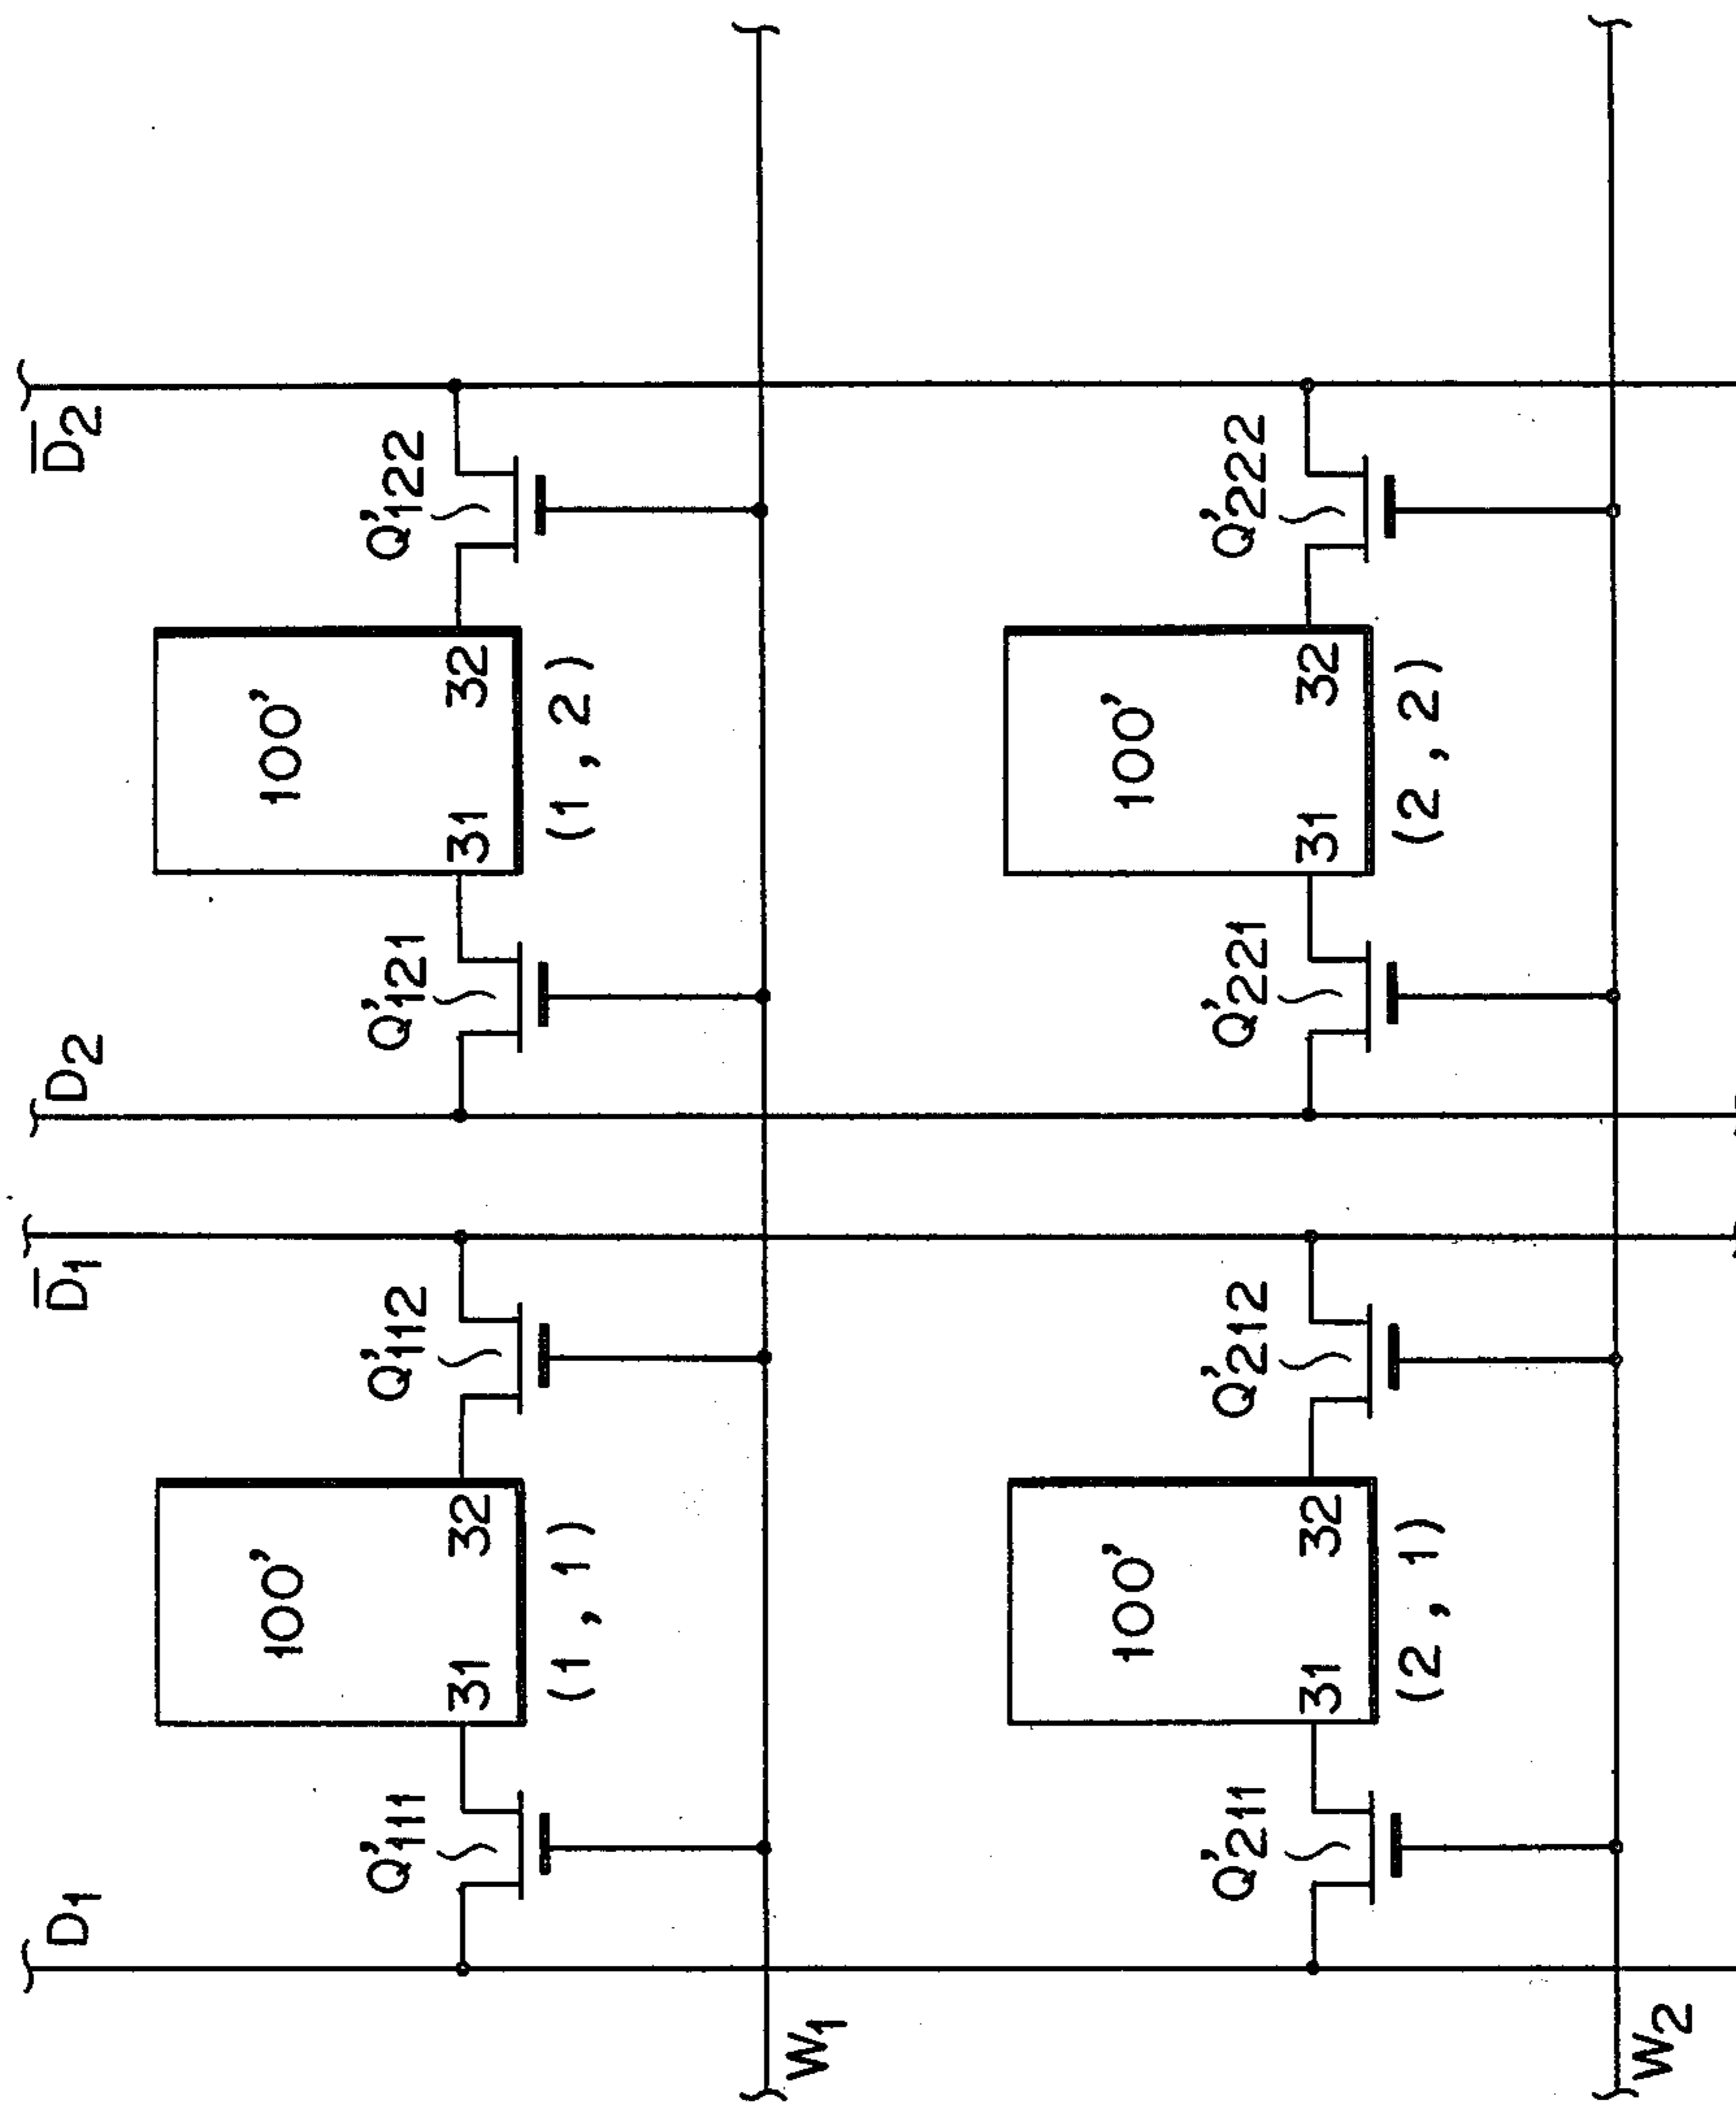 D1 D̅1 D2 D̅2
Q'111 Q'112 Q'121 Q'122
100' 100'
31 32 31 32
(1,1) (1,2)
W1
Q'211 Q'212 Q'221 Q'222
100' 100'
31 32 31 32
(2,1) (2,2)
W2